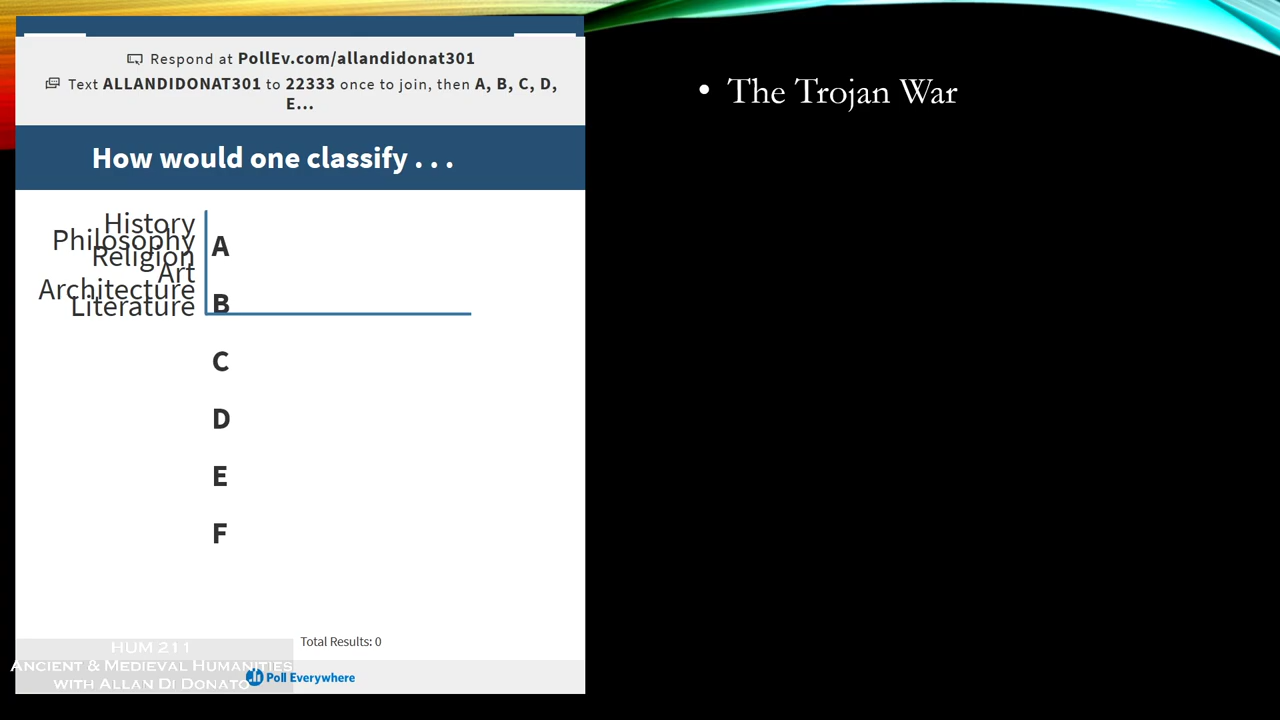 Respond at PollEv.com/allandidonat301
Text ALLANDIDONAT301 to 22333 once to join, then A, B, C, D,
E...
How would one classify . . .
History
Philosophy
Religion
Art
Architecture
Literature
A
B
C
D
E
F
Total Results: 0
Poll Everywhere
HUM 211
Ancient & Medieval Humanities
with Allan Di Donato
• The Trojan War